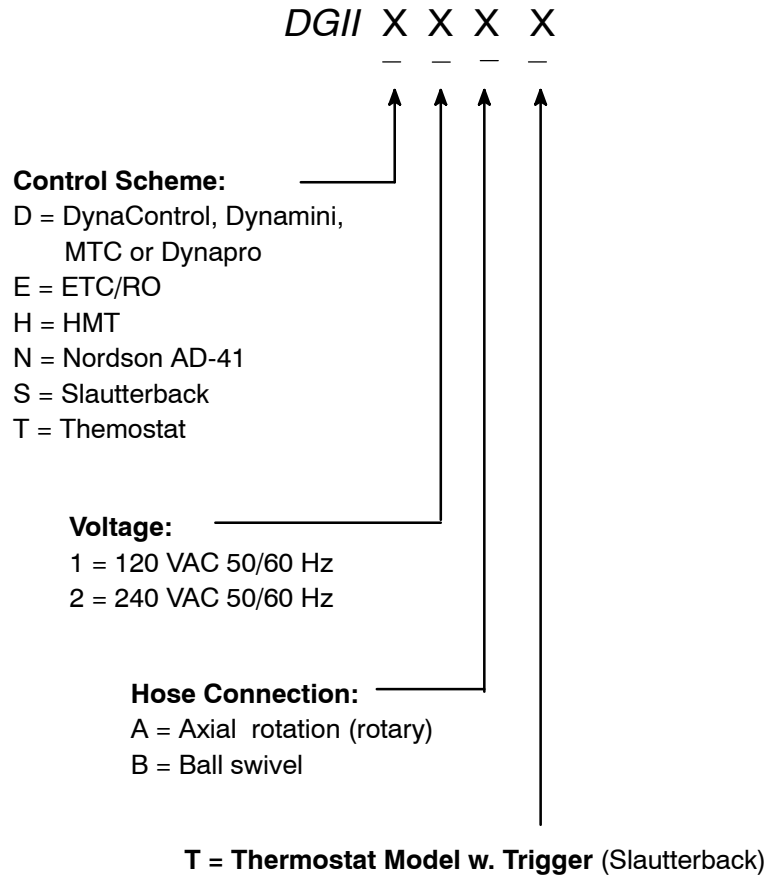 DGII X X X X
Control Scheme:
D = DynaControl, Dynamini,
MTC or Dynapro
E = ETC/RO
H = HMT
N = Nordson AD-41
S = Slautterback
T = Themostat
Voltage:
1 = 120 VAC 50/60 Hz
2 = 240 VAC 50/60 Hz
Hose Connection:
A = Axial rotation (rotary)
B = Ball swivel
T = Thermostat Model w. Trigger (Slautterback)